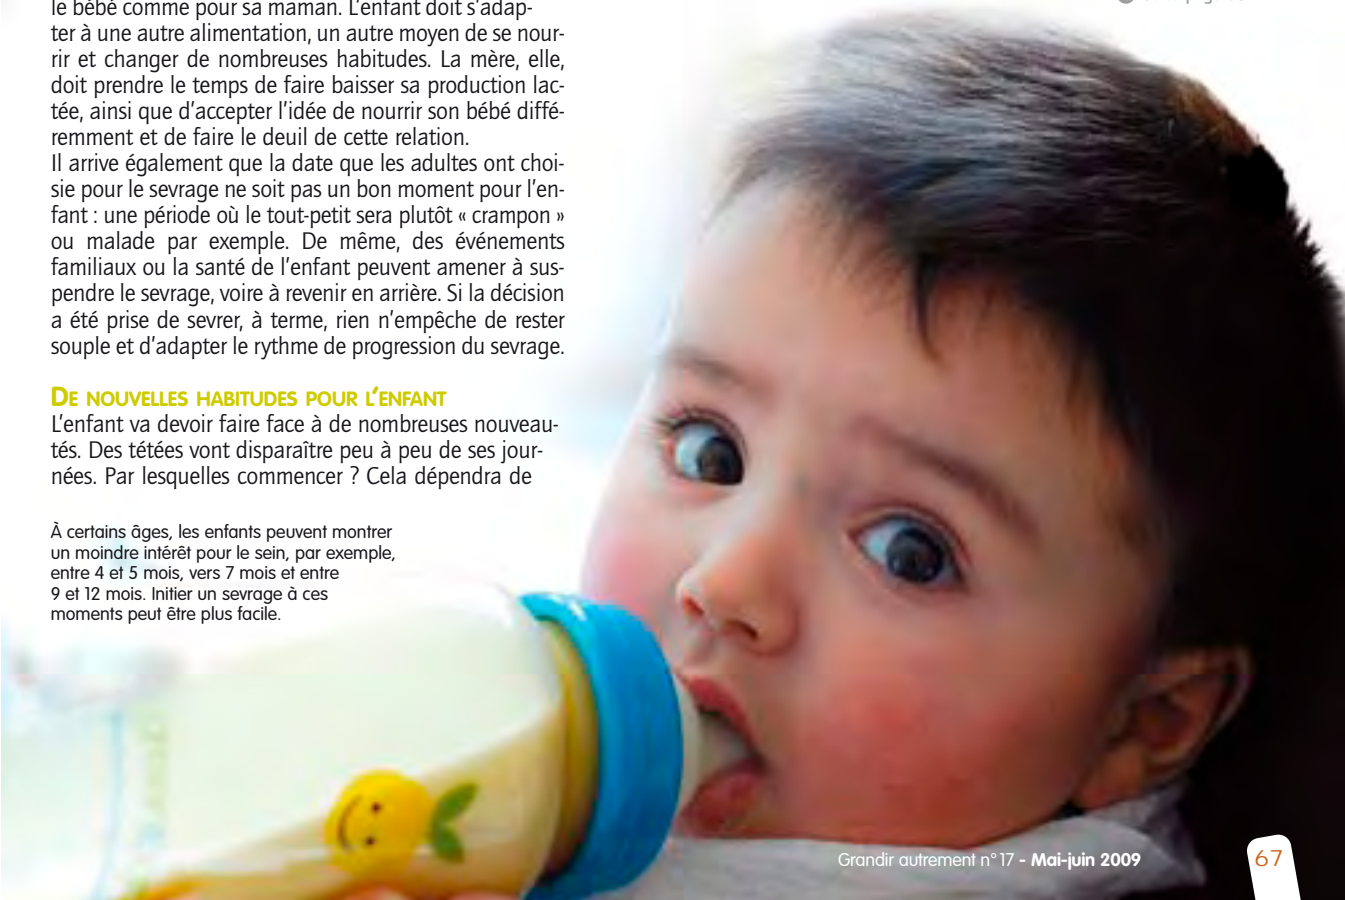 le bébé comme pour sa maman. L'enfant doit s'adap-
ter à une autre alimentation, un autre moyen de se nour-
rir et changer de nombreuses habitudes. La mère, elle,
doit prendre le temps de faire baisser sa production lac-
tée, ainsi que d'accepter l'idée de nourrir son bébé diffé-
remment et de faire le deuil de cette relation.
Il arrive également que la date que les adultes ont choi-
sie pour le sevrage ne soit pas un bon moment pour l'en-
fant : une période où le tout-petit sera plutôt « crampon »
ou malade par exemple. De même, des événements
familiaux ou la santé de l'enfant peuvent amener à sus-
pendre le sevrage, voire à revenir en arrière. Si la décision
a été prise de sevrer, à terme, rien n'empêche de rester
souple et d'adapter le rythme de progression du sevrage.
DE NOUVELLES HABITUDES POUR L'ENFANT
L'enfant va devoir faire face à de nombreuses nouveau-
tés. Des tétées vont disparaître peu à peu de ses jour-
nées. Par lesquelles commencer ? Cela dépendra de
À certains âges, les enfants peuvent montrer
un moindre intérêt pour le sein, par exemple,
entre 4 et 5 mois, vers 7 mois et entre
9 et 12 mois. Initier un sevrage à ces
moments peut être plus facile.
Grandir autrement n°17 - Mai-juin 2009
67